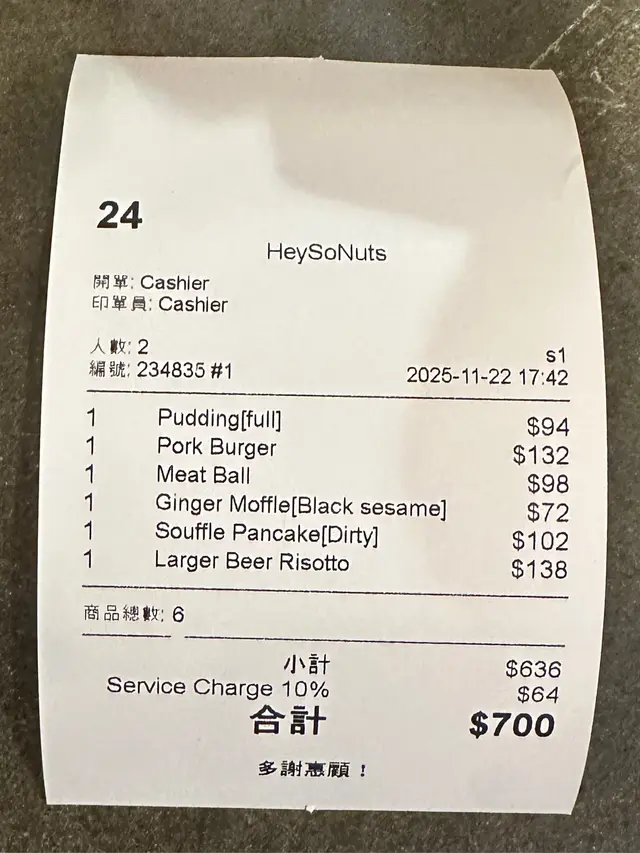 24
HeySoNuts
開單: Cashier
印單員: Cashier
人數: 2
s1
編號: 234835 #1 2025-11-22 17:42
1 Pudding[full] $94
1 Pork Burger $132
1 Meat Ball $98
1 Ginger Moffle[Black sesame] $72
1 Souffle Pancake[Dirty] $102
1 Larger Beer Risotto $138
商品總數: 6
小計 $636
Service Charge 10% $64
合計 $700
多謝惠顧！